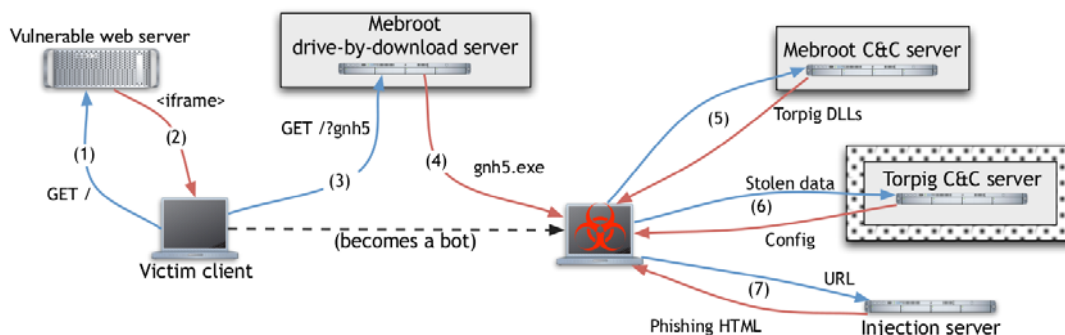 Vulnerable web server
<iframe>
(1)
(2)
GET /
Victim client
Mebroot
drive-by-download server
GET /?gnh5
(3)
(4)
gnh5.exe
(becomes a bot)
Mebroot C&C server
(5)
Torpig DLLs
Torpig C&C server
Stolen data
(6)
Config
URL
(7)
Phishing HTML
Injection server